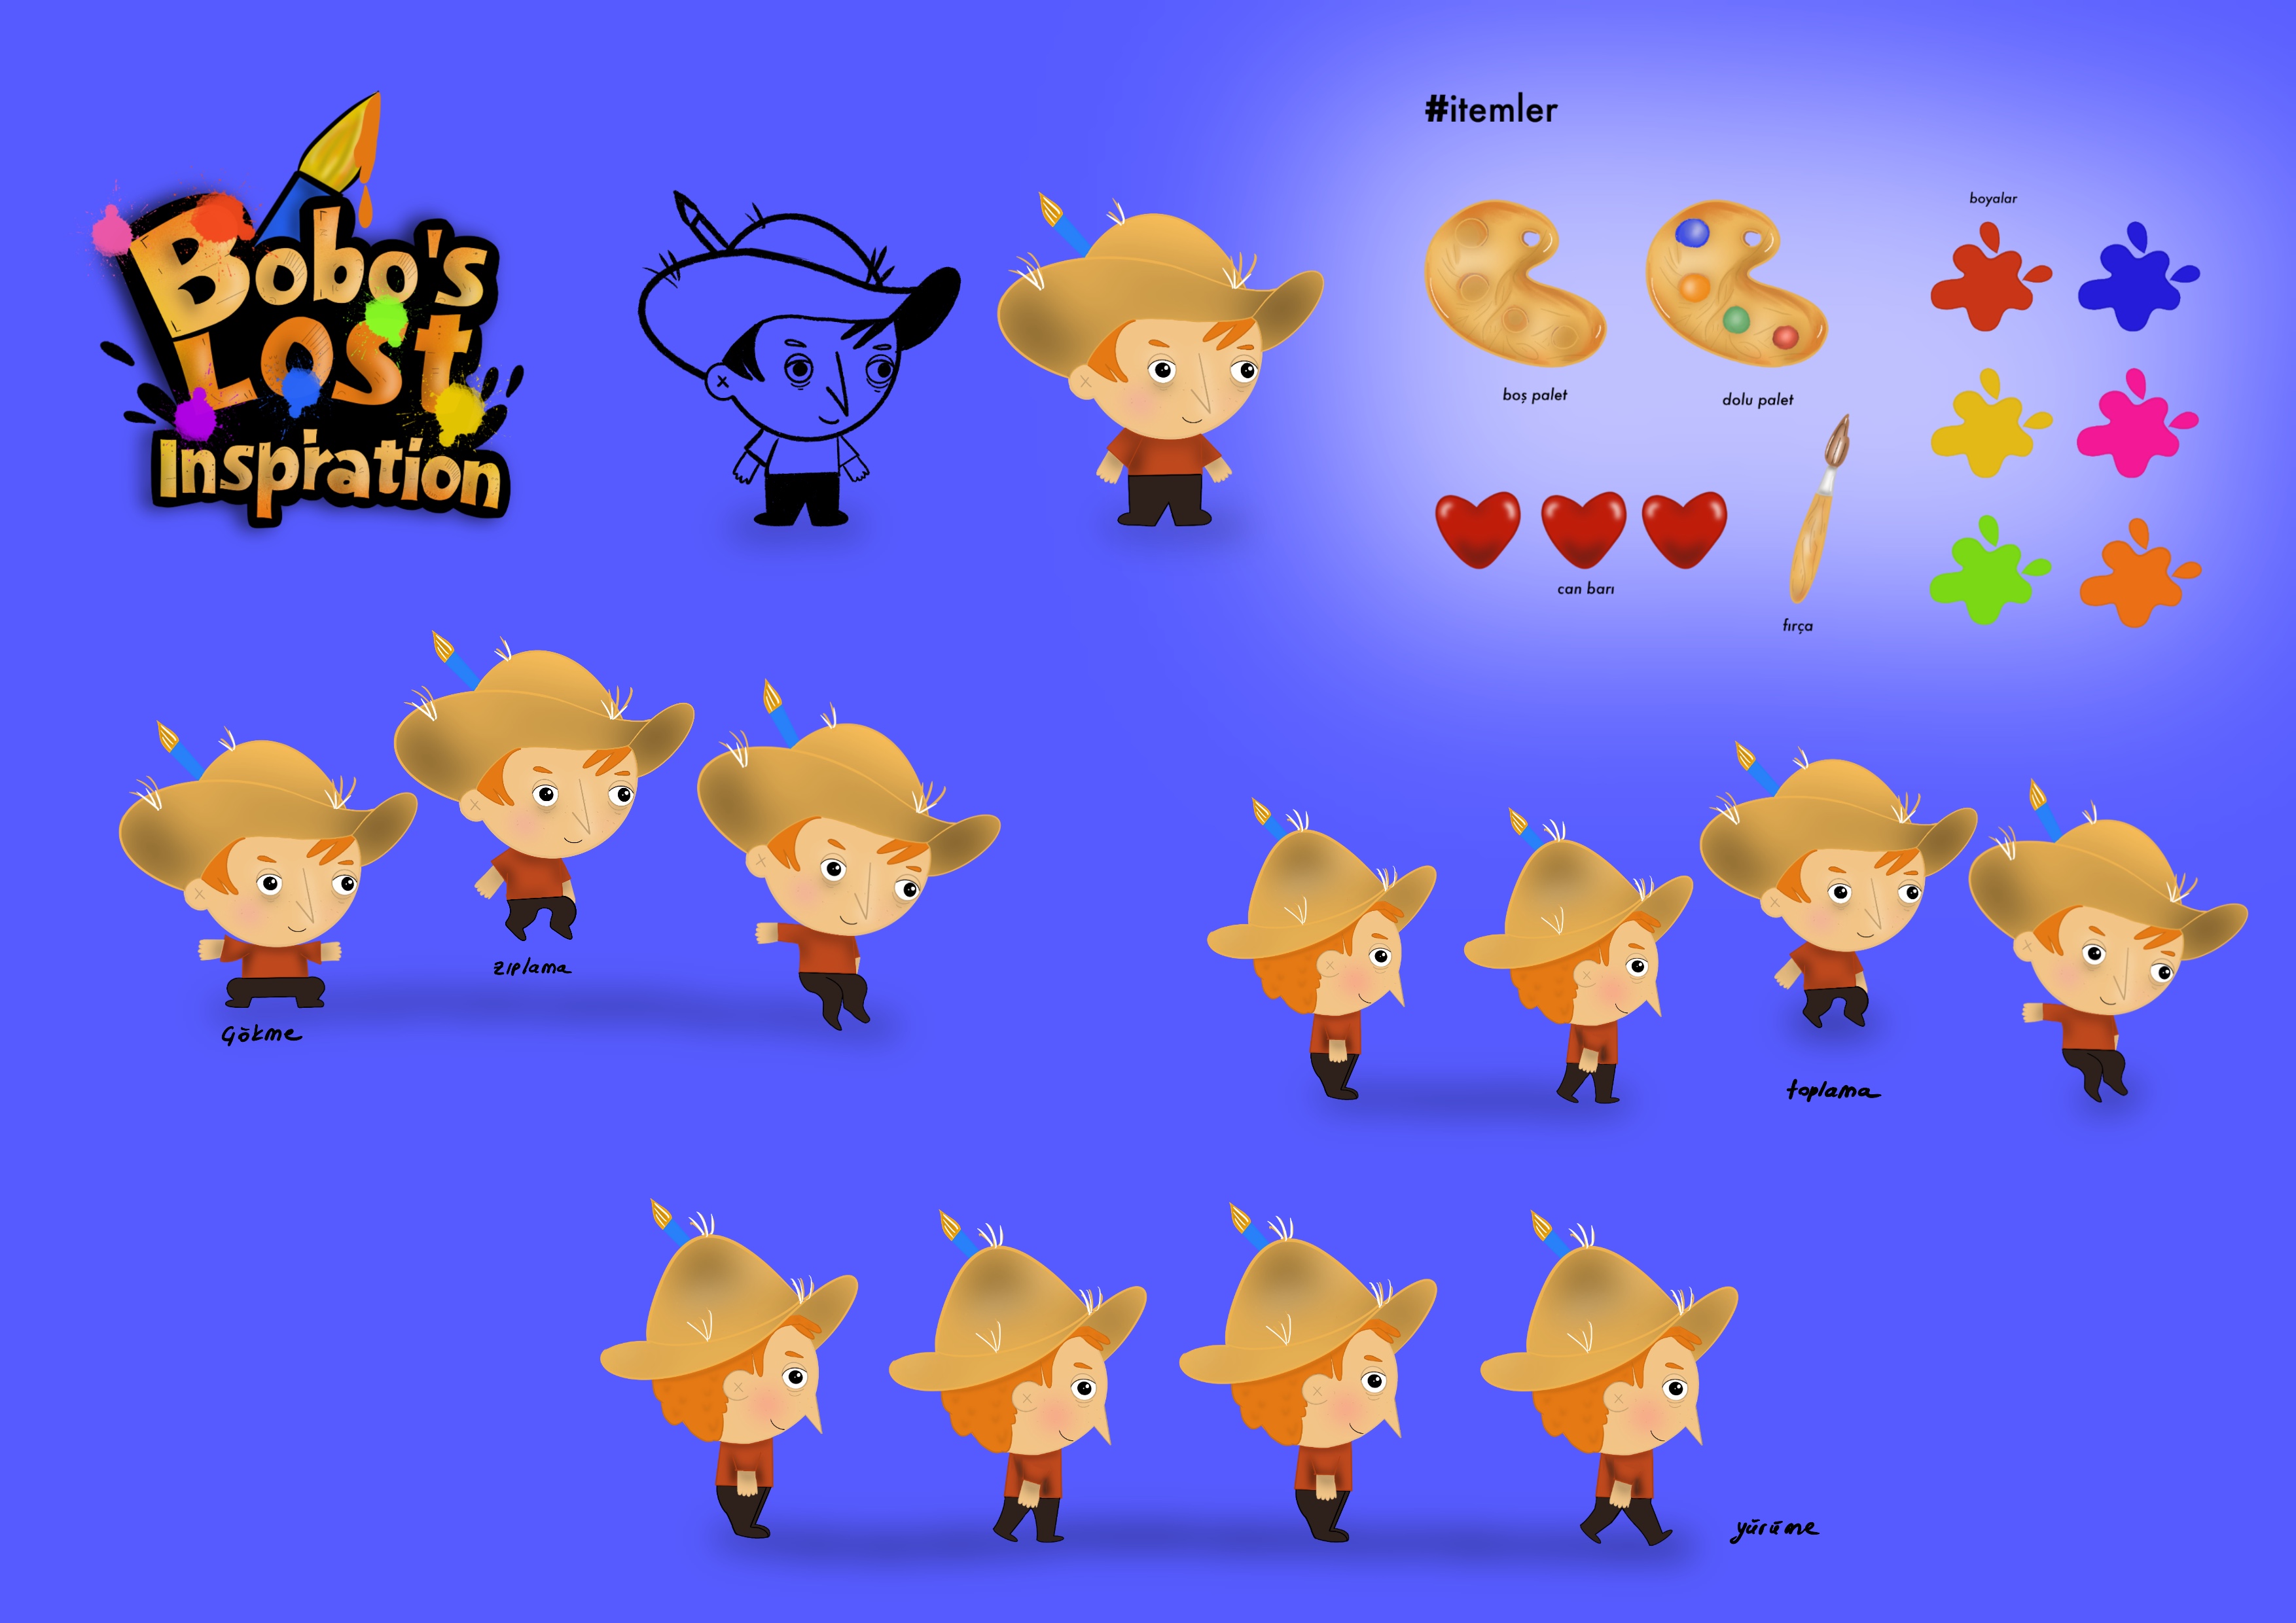 Bobo's
Lost
Inspiration
#itemler
boyalar
boş palet
dolu palet
can barı
fırça
zıplama
Çökme
toplama
yürüme